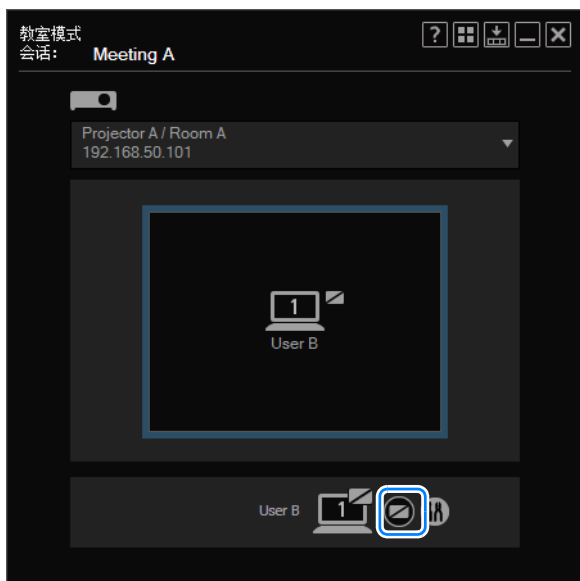 教室模式
会话: Meeting A
?
Projector A / Room A
192.168.50.101
1
User B
User B 1